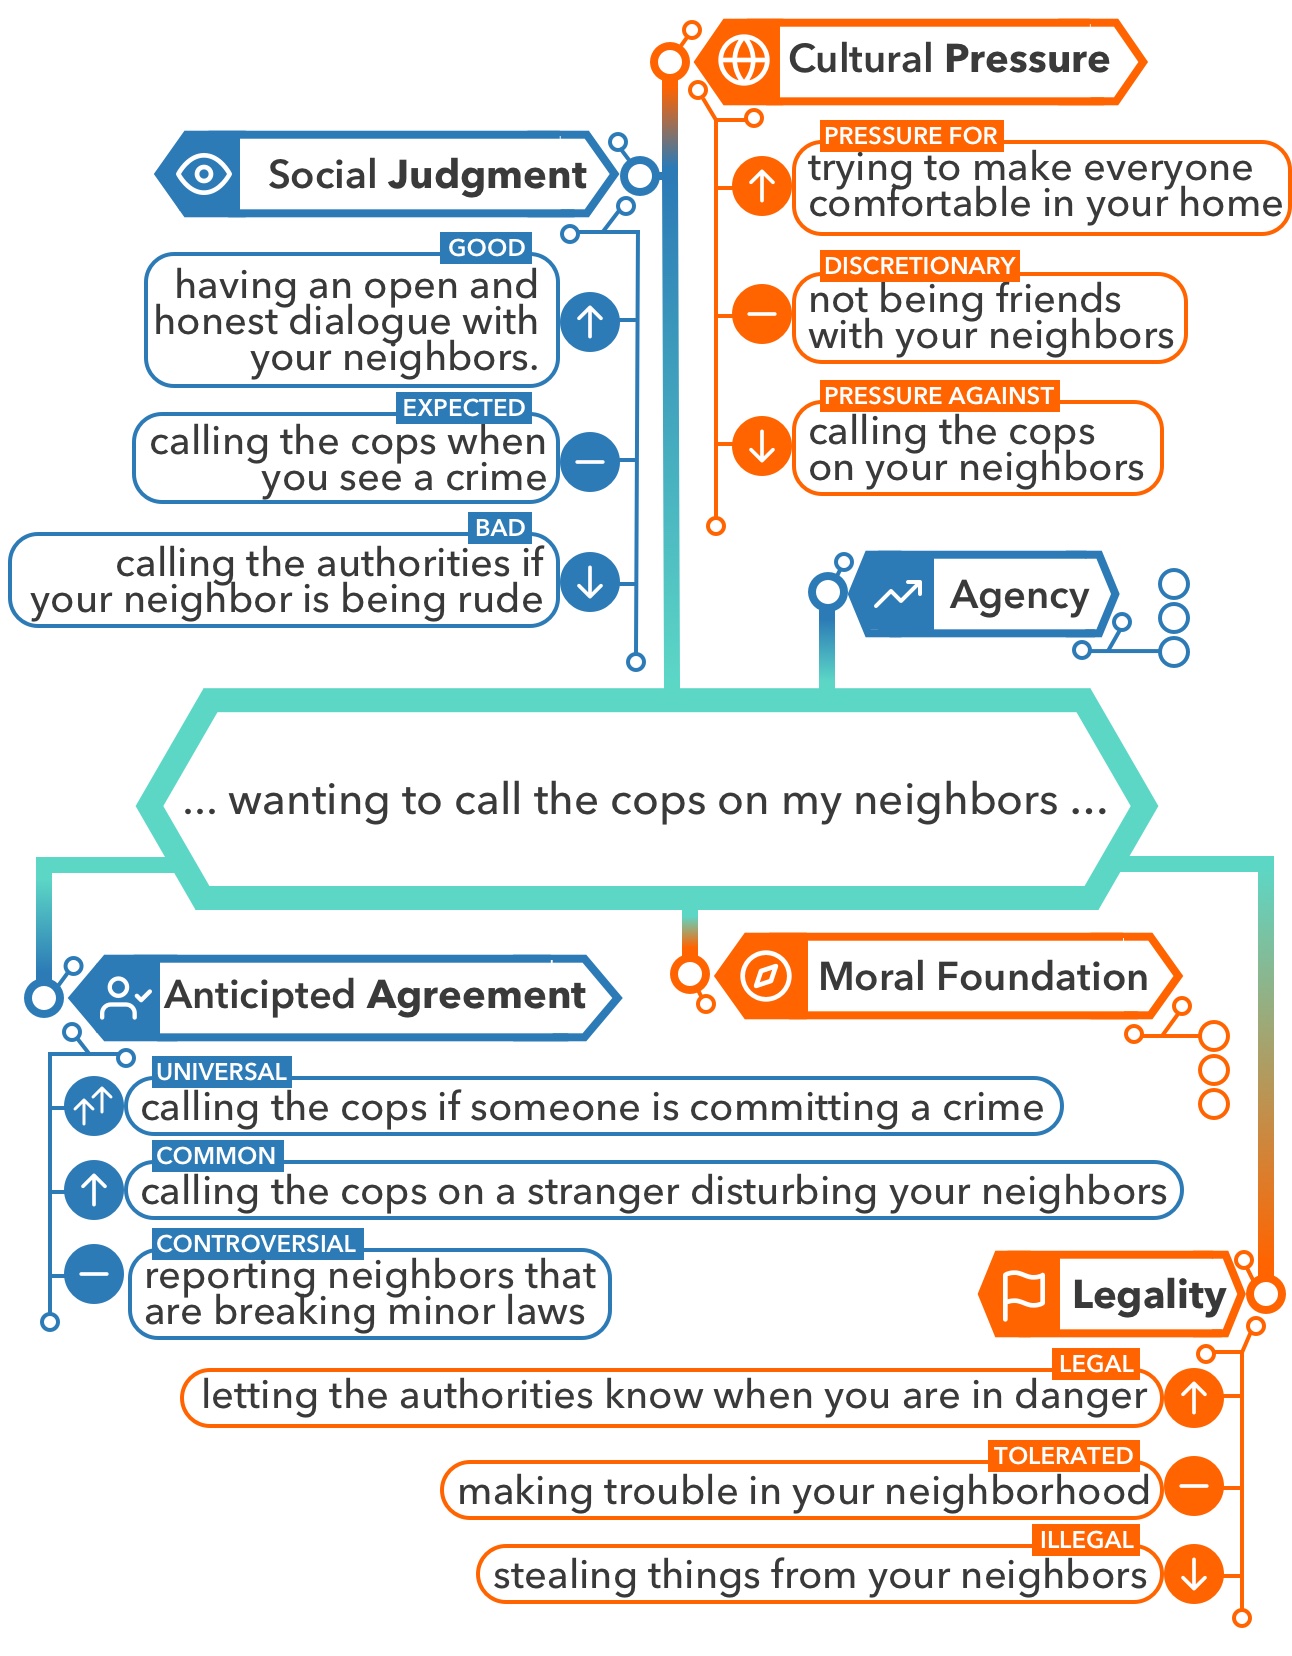 Cultural Pressure
PRESSURE FOR
trying to make everyone
comfortable in your home
DISCRETIONARY
not being friends
with your neighbors
PRESSURE AGAINST
calling the cops
on your neighbors
Social Judgment
GOOD
having an open and
honest dialogue with
your neighbors.
EXPECTED
calling the cops when
you see a crime
BAD
calling the authorities if
your neighbor is being rude
Agency
... wanting to call the cops on my neighbors ...
Anticipted Agreement
UNIVERSAL
calling the cops if someone is committing a crime
COMMON
calling the cops on a stranger disturbing your neighbors
CONTROVERSIAL
reporting neighbors that
are breaking minor laws
Moral Foundation
Legality
LEGAL
letting the authorities know when you are in danger
TOLERATED
making trouble in your neighborhood
ILLEGAL
stealing things from your neighbors